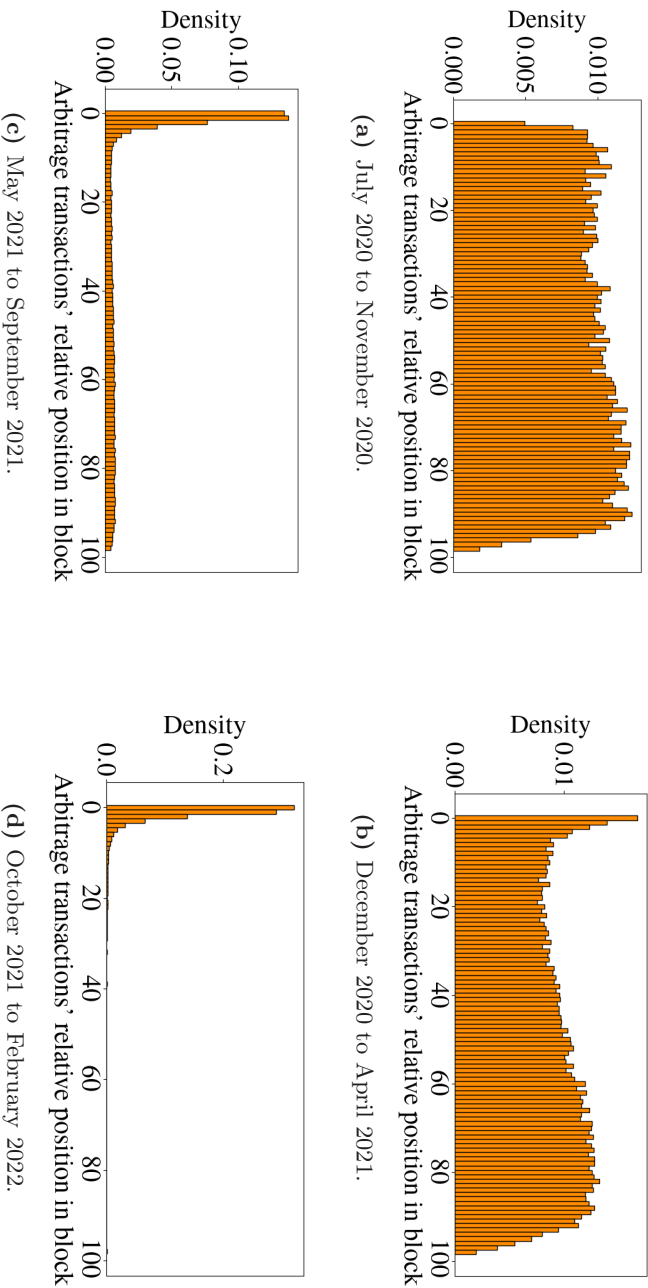 Density
0.000
0.005
0.010
0
20
40
60
80
100
Arbitrage transactions’ relative position in block
(a) July 2020 to November 2020.
Density
0.00
0.01
0
20
40
60
80
100
Arbitrage transactions’ relative position in block
(b) December 2020 to April 2021.
Density
0.00
0.05
0.10
0
20
40
60
80
100
Arbitrage transactions’ relative position in block
(c) May 2021 to September 2021.
Density
0.0
0.2
0
20
40
60
80
100
Arbitrage transactions’ relative position in block
(d) October 2021 to February 2022.